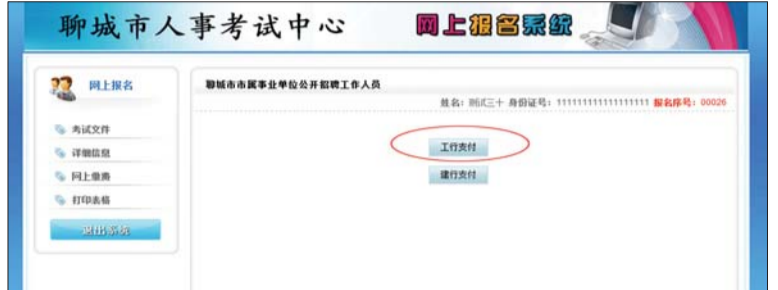 聊城市人事考试中心 网上报名系统
网上报名
考试文件
详细信息
网上缴费
打印表格
退出系统
聊城市市属事业单位公开招聘工作人员
姓名：测试三十 身份证号：111111111111111111 报名序号：00026
工行支付
建行支付